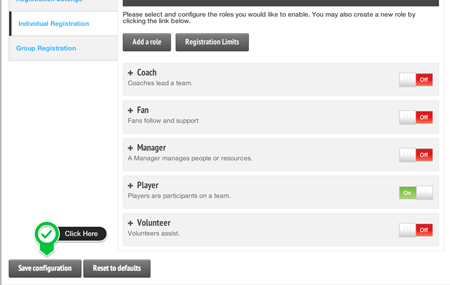 Individual Registration
Group Registration
Please select and configure the roles you would like to enable. You may also create a new role by
clicking the link below.
Add a role
Registration Limits
Coach
Coaches lead a team.
Off
Fan
Fans follow and support
Off
Manager
A Manager manages people or resources.
Off
Player
Players are participants on a team.
On
Volunteer
Volunteers assist.
Off
Click Here
Save configuration
Reset to defaults